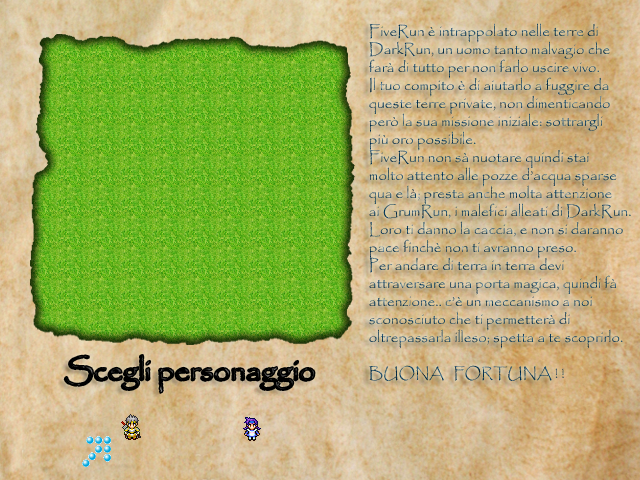 FiveRun è intrappolato nelle terre di
DarkRun, un uomo tanto malvagio che
farà di tutto per non farlo uscire vivo.
Il tuo compito è di aiutarlo a fuggire da
queste terre private, non dimenticando
però la sua missione iniziale: sottrargli
più oro possibile.
FiveRun non sà nuotare quindi stai
molto attento alle pozze d'acqua sparse
qua e là; presta anche molta attenzione
ai GrumRun, i malefici alleati di DarkRun.
Loro ti danno la caccia, e non si daranno
pace finchè non ti avranno preso.
Per andare di terra in terra devi
attraversare una porta magica, quindi fà
attenzione.. c'è un meccanismo a noi
sconosciuto che ti permetterà di
oltrepassarla illeso; spetta a te scoprirlo.
BUONA FORTUNA!!
Scegli personaggio